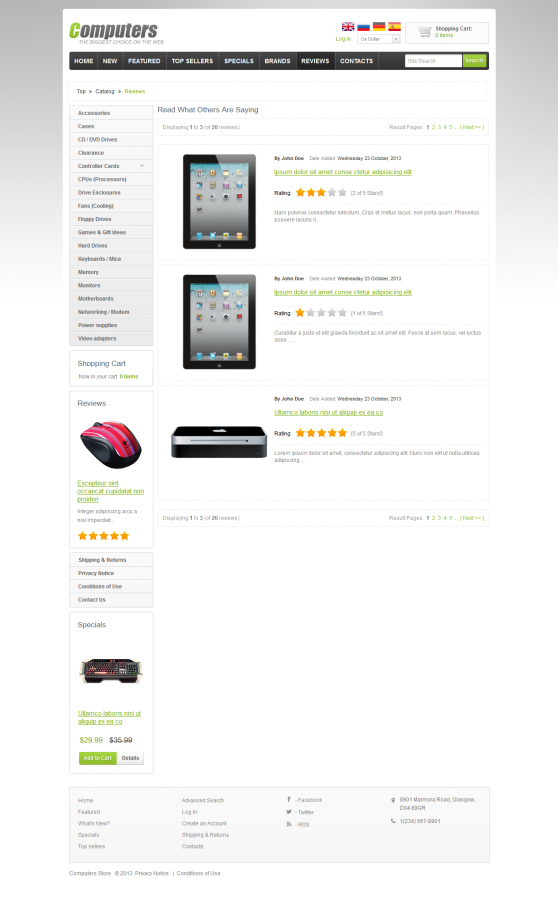 Computers
THE BIGGEST CHOICE ON THE WEB
Log in
Us Dollar
Shopping Cart:
0 items
HOME NEW FEATURED TOP SELLERS SPECIALS BRANDS REVIEWS CONTACTS
Site Search
Search
Top » Catalog » Reviews
Accessories
Cases
CD / DVD Drives
Clearance
Controller Cards
CPUs (Processors)
Drive Enclosures
Fans (Cooling)
Floppy Drives
Games & Gift Ideas
Hard Drives
Keyboards / Mice
Memory
Monitors
Motherboards
Networking / Modem
Power supplies
Video adapters
Shopping Cart
Now in your cart 0 items
Reviews
Excepteur sint
occaecat cupidatat non
proiden
Integer adipiscing arcu a
nisl imperdiet...
Shipping & Returns
Privacy Notice
Conditions of Use
Contact Us
Specials
Ullamco laboris nisi ut
aliquip ex ea co
$29.99 $35.99
Add to Cart Details
Read What Others Are Saying
Displaying 1 to 3 (of 20 reviews)
Result Pages: 1 2 3 4 5 ... [Next >>]
By John Doe Date Added: Wednesday 23 October, 2013
Ipsum dolor sit amet conse ctetur adipisicing elit
Rating: [3 of 5 Stars!]
Nam pulvinar consectetur interdum. Cras et metus lacus, non porta quam. Phasellus
posuere iaculis li...
By John Doe Date Added: Wednesday 23 October, 2013
Ipsum dolor sit amet conse ctetur adipisicing elit
Rating: [1 of 5 Stars!]
Curabitur a justo id elit gravida tincidunt ac sit amet elit. Fusce at sem lacus, vel luctus
dolor ...
By John Doe Date Added: Wednesday 23 October, 2013
Ullamco laboris nisi ut aliquip ex ea co
Rating: [5 of 5 Stars!]
Lorem ipsum dolor sit amet, consectetur adipiscing elit. Nunc non elit ut nulla ultrices
adipiscing ...
Displaying 1 to 3 (of 20 reviews)
Result Pages: 1 2 3 4 5 ... [Next >>]
Home
Featured
What's New?
Specials
Top sellers
Advanced Search
Log in
Create an Account
Shipping & Returns
Contacts
- Facebook
- Twitter
- RSS
8901 Marmora Road, Glasgow,
D04 89GR
1(234) 567-8901
Computers Store © 2013 Privacy Notice | Conditions of Use